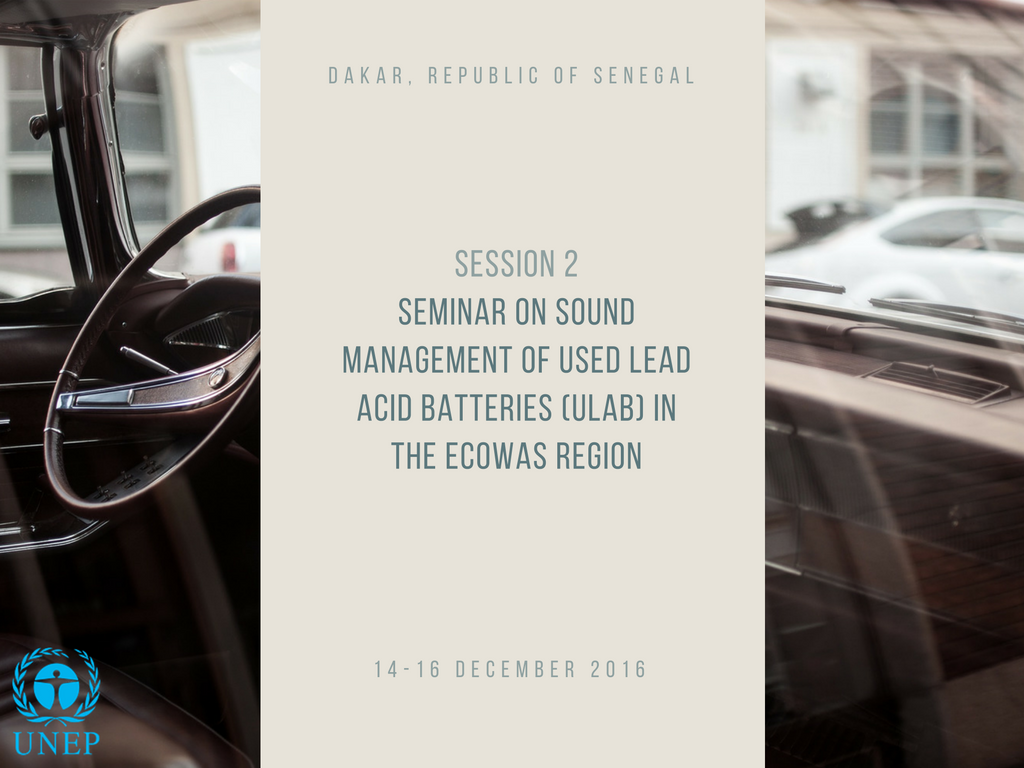 DAKAR, REPUBLIC OF SENEGAL
SESSION 2
SEMINAR ON SOUND
MANAGEMENT OF USED LEAD
ACID BATTERIES (ULAB) IN
THE ECOWAS REGION
14-16 DECEMBER 2016
UNEP